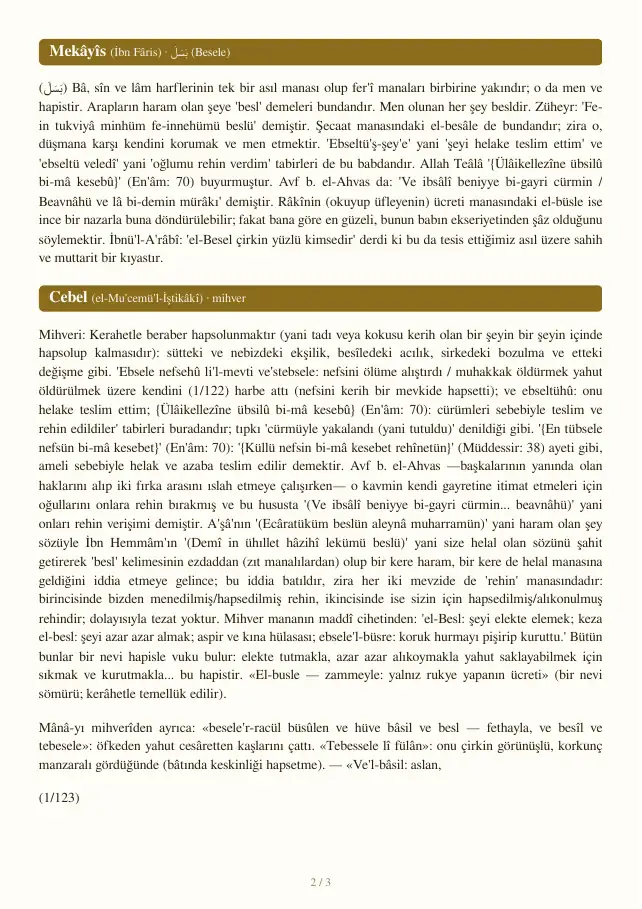 Mekâyîs (İbn Fâris) · بَسَلَ (Besele)
(بَسَلَ) Bâ, sîn ve lâm harflerinin tek bir asıl manası olup fer'î manaları birbirine yakındır; o da men ve
hapistir. Arapların haram olan şeye 'besl' demeleri bundandır. Men olunan her şey besldir. Züheyr: 'Fe-
in tukviyâ minhüm fe-innehümü beslü' demiştir. Şecaat manasındaki el-besâle de bundandır; zira o,
düşmana karşı kendini korumak ve men etmektir. 'Ebseltü'ş-şey'e' yani 'şeyi helake teslim ettim' ve
'ebseltü veledî' yani 'oğlumu rehin verdim' tabirleri de bu babdandır. Allah Teâlâ '{Ülâikellezîne übsilû
bi-mâ kesebû}' (En'âm: 70) buyurmuştur. Avf b. el-Ahvas da: 'Ve ibsâlî beniyye bi-gayri cürmin /
Beavnâhü ve lâ bi-demin mürâkı' demiştir. Râkînin (okuyup üfleyenin) ücreti manasındaki el-büsle ise
ince bir nazarla buna döndürülebilir; fakat bana göre en güzeli, bunun babın ekseriyetinden şâz olduğunu
söylemektir. İbnü'l-A'râbî: 'el-Besel çirkin yüzlü kimsedir' derdi ki bu da tesis ettiğimiz asıl üzere sahih
ve muttarit bir kıyastır.
Cebel (el-Mu'cemü'l-İştikâkî) · mihver
Mihveri: Kerahetle beraber hapsolunmaktır (yani tadı veya kokusu kerih olan bir şeyin bir şeyin içinde
hapsolup kalmasıdır): sütteki ve nebizdeki ekşilik, besîledeki acılık, sirkedeki bozulma ve etteki
değişme gibi. 'Ebsele nefsehû li'l-mevti ve'stebsele: nefsini ölüme alıştırdı / muhakkak öldürmek yahut
öldürülmek üzere kendini (1/122) harbe attı (nefsini kerih bir mevkide hapsetti); ve ebseltühû: onu
helake teslim ettim; {Ülâikellezîne übsilû bi-mâ kesebû} (En'âm: 70): cürümleri sebebiyle teslim ve
rehin edildiler' tabirleri buradandır; tıpkı 'cürmüyle yakalandı (yani tutuldu)' denildiği gibi. '{En tübsele
nefsün bi-mâ kesebet}' (En'âm: 70): '{Küllü nefsin bi-mâ kesebet rehînetün}' (Müddessir: 38) ayeti gibi,
ameli sebebiyle helak ve azaba teslim edilir demektir. Avf b. el-Ahvas —başkalarının yanında olan
haklarını alıp iki fırka arasını ıslah etmeye çalışırken— o kavmin kendi gayretine itimat etmeleri için
oğullarını onlara rehin bırakmış ve bu hususta '(Ve ibsâlî beniyye bi-gayri cürmin... beavnâhü)' yani
onları rehin verişimi demiştir. A'şâ'nın '(Ecâratüküm beslün aleynâ muharramün)' yani haram olan şey
sözüyle İbn Hemmâm'ın '(Demî in ühıllet hâzihî lekümü beslü)' yani size helal olan sözünü şahit
getirerek 'besl' kelimesinin ezdaddan (zıt manalılardan) olup bir kere haram, bir kere de helal manasına
geldiğini iddia etmeye gelince; bu iddia batıldır, zira her iki mevzide de 'rehin' manasındadır:
birincisinde bizden menedilmiş/hapsedilmiş rehin, ikincisinde ise sizin için hapsedilmiş/alıkonulmuş
rehindir; dolayısıyla tezat yoktur. Mihver mananın maddî cihetinden: 'el-Besl: şeyi elekte elemek; keza
el-besl: şeyi azar azar almak; aspir ve kına hülasası; ebsele'l-büsre: koruk hurmayı pişirip kuruttu.' Bütün
bunlar bir nevi hapisle vuku bulur: elekte tutmakla, azar azar alıkoymakla yahut saklayabilmek için
sıkmak ve kurutmakla... bu hapistir. «El-busle — zammeyle: yalnız rukye yapanın ücreti» (bir nevi
sömürü; kerâhetle temellük edilir).
Mânâ-yı mihverîden ayrıca: «besele'r-racül büsûlen ve hüve bâsil ve besl — fethayla, ve besîl ve
tebesele»: öfkeden yahut cesâretten kaşlarını çattı. «Tebessele lî fülân»: onu çirkin görünüşlü, korkunç
manzaralı gördüğünde (bâtında keskinliği hapsetme). — «Ve'l-bâsil: aslan,
(1/123)
2 / 3